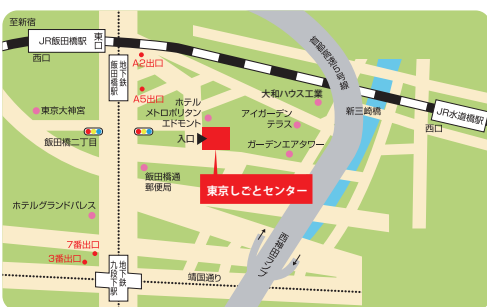 至新宿
JR飯田橋駅
東口
西口
地下鉄
飯田橋駅
A2出口
A5出口
首都高速5号線
大和ハウス工業
東京大神宮
ホテル
メトロポリタン
エドモント
アイガーデン
テラス
新三崎橋
JR水道橋駅
西口
飯田橋二丁目
入口
ガーデンエアタワー
飯田橋通
郵便局
東京しごとセンター
ホテルグランドパレス
7番出口
3番出口
地下鉄
九段下駅
靖国通り
西神田ランプ